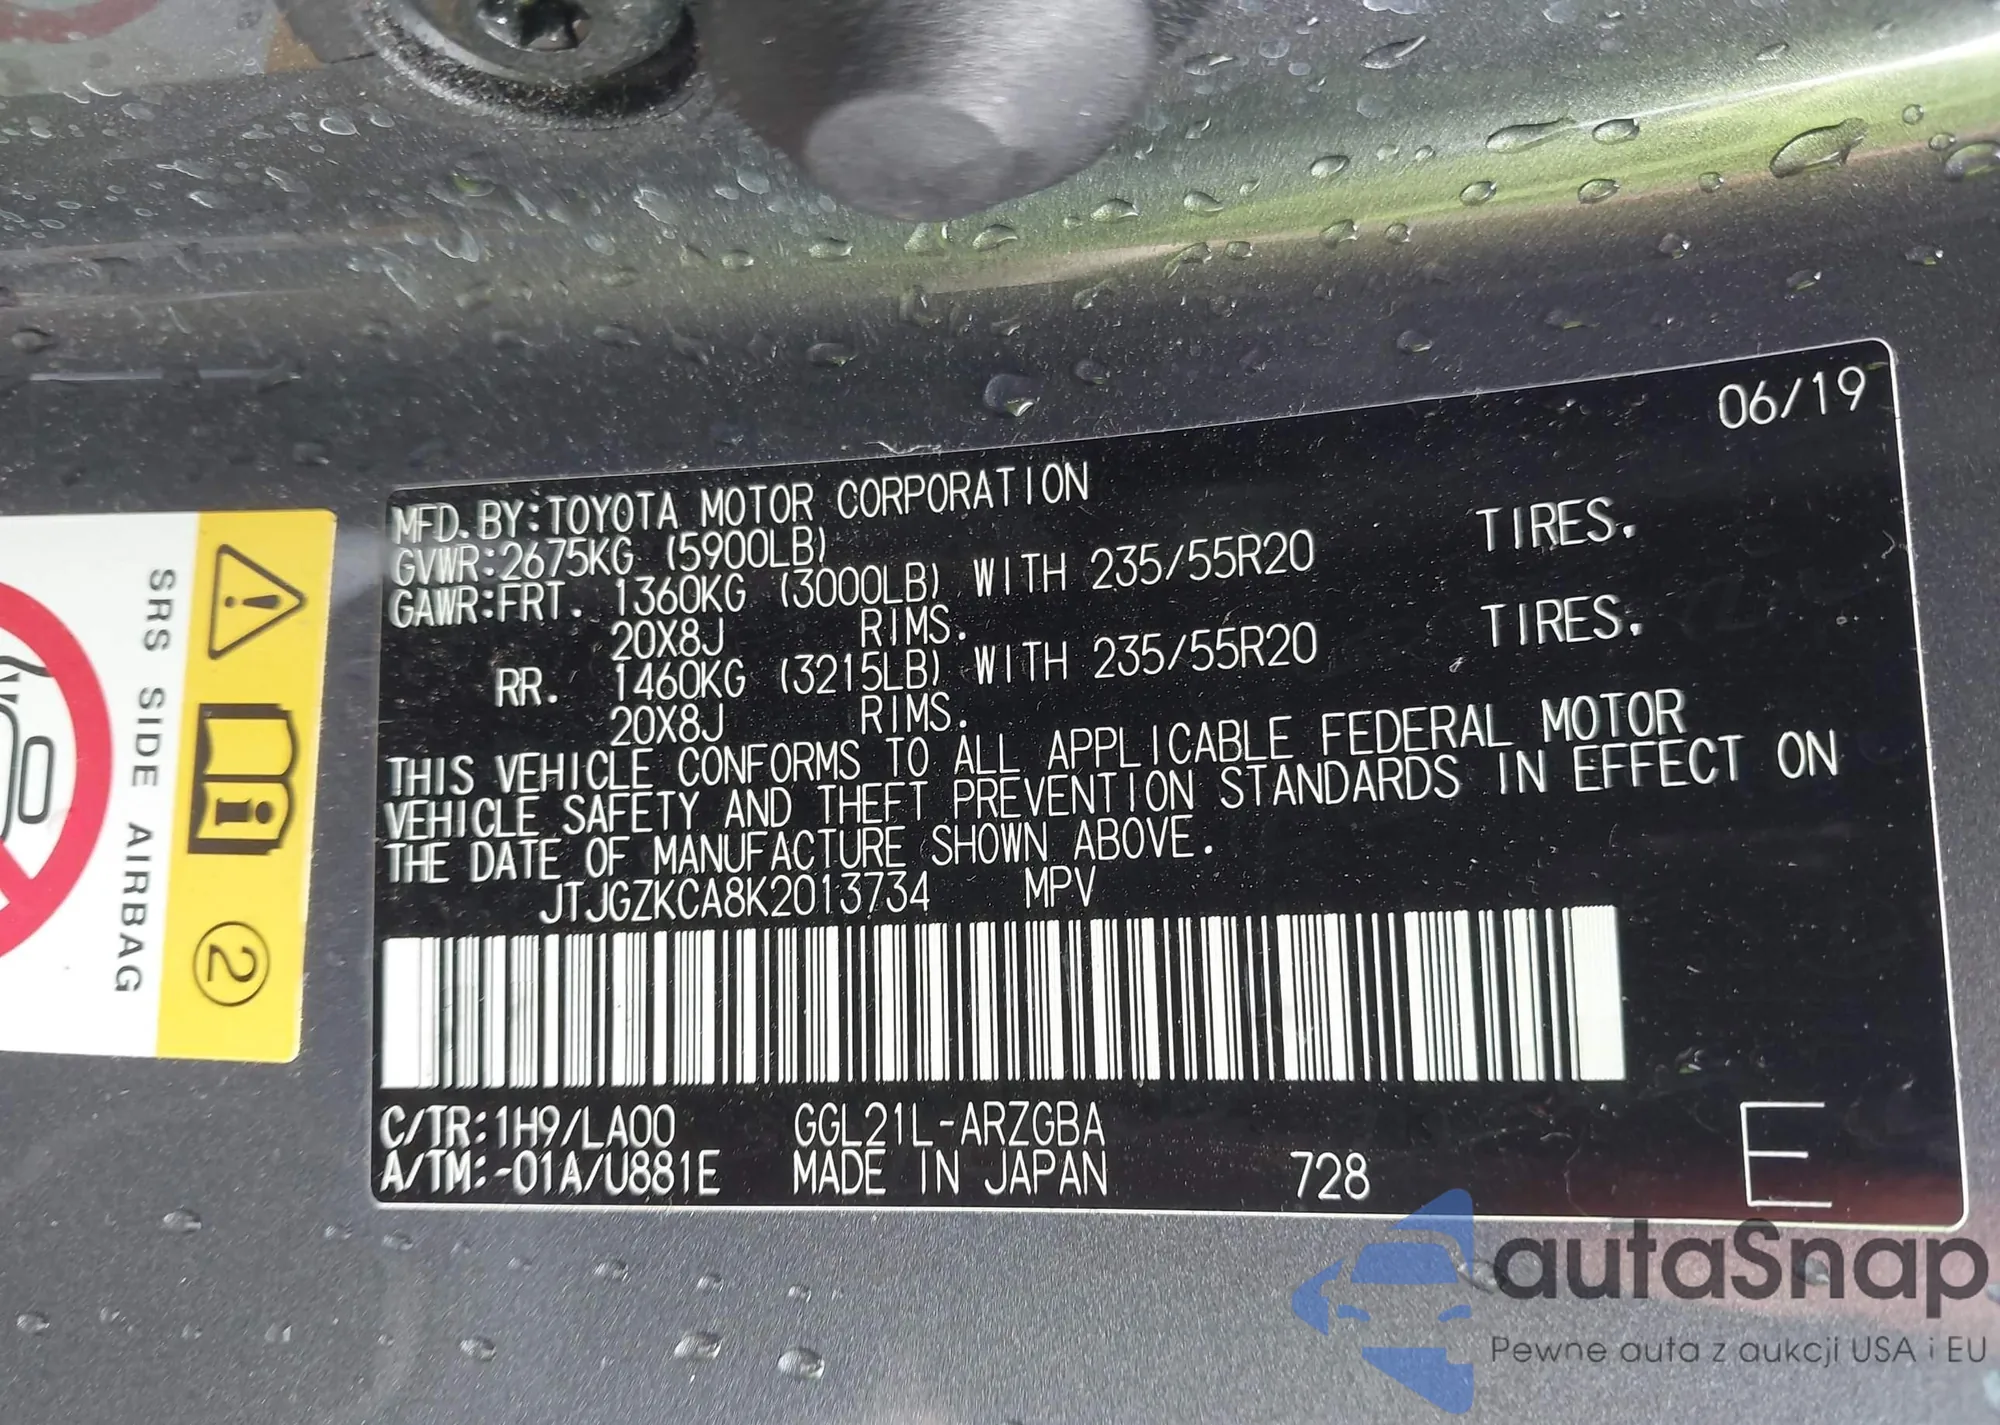 06/19
MFD. BY:TOYOTA MOTOR CORPORATION
GVWR:2675KG (5900LB)
GAWR:FRT. 1360KG (3000LB) WITH 235/55R20 TIRES.
20X8J RIMS.
RR. 1460KG (3215LB) WITH 235/55R20 TIRES.
20X8J RIMS.
THIS VEHICLE CONFORMS TO ALL APPLICABLE FEDERAL MOTOR
VEHICLE SAFETY AND THEFT PREVENTION STANDARDS IN EFFECT ON
THE DATE OF MANUFACTURE SHOWN ABOVE.
JTJGZKCA8K2013734 MPV
C/TR:1H9/LA00 GGL21L-ARZGBA
A/TM:-01A/U881E MADE IN JAPAN 728 E
SRS SIDE AIRBAG
2
autaSnap
Pewne auta z aukcji USA i EU